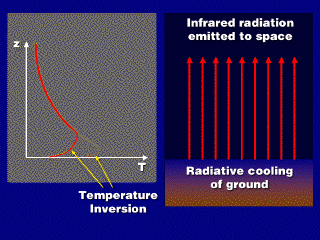 z
T
Temperature
Inversion
Infrared radiation
emitted to space
Radiative cooling
of ground